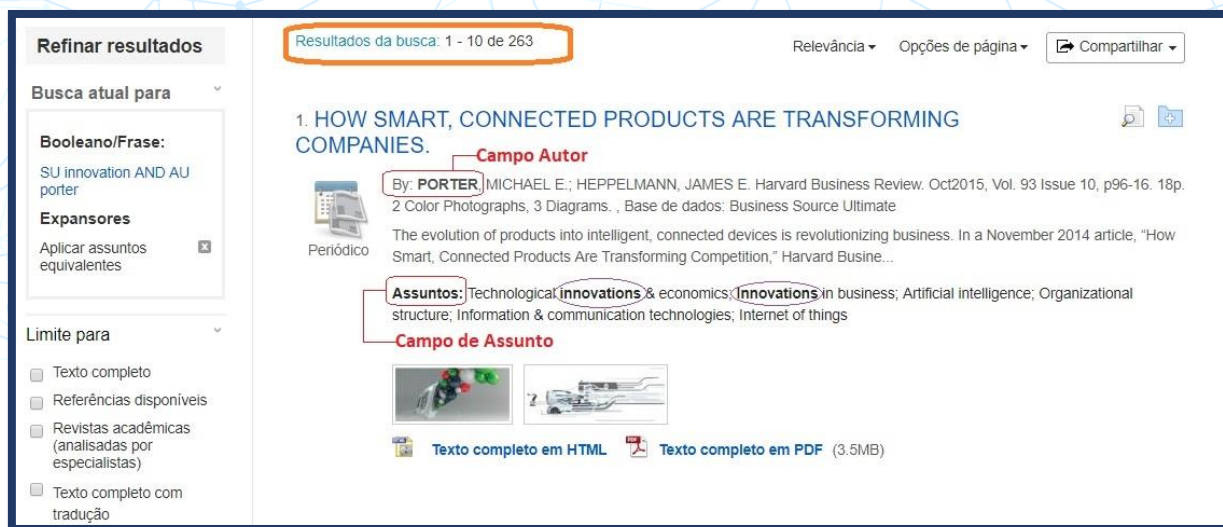 Refinar resultados
Busca atual para
Booleano/Frase:
SU innovation AND AU
porter
Expansores
Aplicar assuntos
equivalentes
Limite para
Texto completo
Referências disponíveis
Revistas acadêmicas
(analisadas por
especialistas)
Texto completo com
tradução
Resultados da busca: 1 - 10 de 263
Relevância
Opções de página
Compartilhar
1. HOW SMART, CONNECTED PRODUCTS ARE TRANSFORMING
COMPANIES.
Campo Autor
By: PORTER, MICHAEL E.; HEPPELMANN, JAMES E. Harvard Business Review. Oct2015, Vol. 93 Issue 10, p96-16. 18p.
2 Color Photographs, 3 Diagrams. , Base de dados: Business Source Ultimate
Periódico
The evolution of products into intelligent, connected devices is revolutionizing business. In a November 2014 article, "How
Smart, Connected Products Are Transforming Competition," Harvard Busine...
Assuntos: Technological innovations & economics; Innovations in business; Artificial intelligence; Organizational
structure; Information & communication technologies; Internet of things
Campo de Assunto
Texto completo em HTML
PDF
Texto completo em PDF (3.5MB)